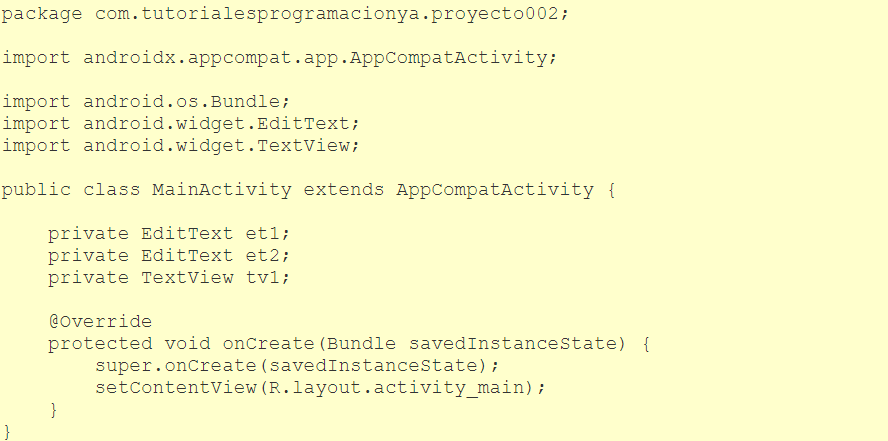 package com.tutorialesprogramacionya.proyecto002;
import androidx.appcompat.app.AppCompatActivity;
import android.os.Bundle;
import android.widget.EditText;
import android.widget.TextView;
public class MainActivity extends AppCompatActivity {
    private EditText et1;
    private EditText et2;
    private TextView tv1;
    @Override
    protected void onCreate(Bundle savedInstanceState) {
        super.onCreate(savedInstanceState);
        setContentView(R.layout.activity_main);
    }
}